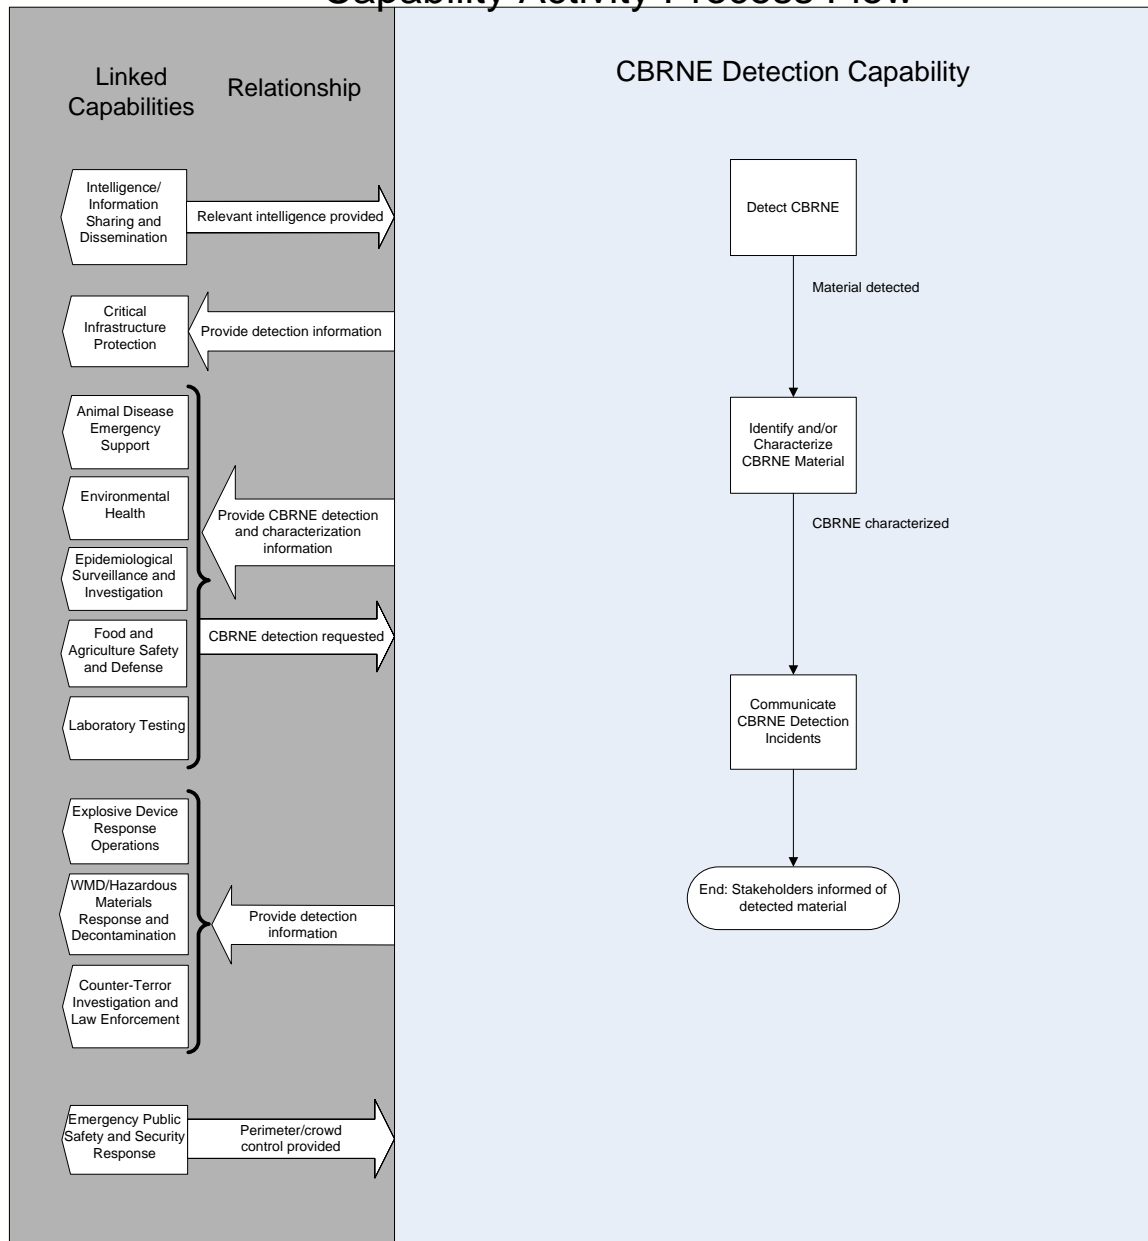 Capability Activity Process Flow
Linked
Capabilities
Relationship
CBRNE Detection Capability
Intelligence/
Information
Sharing and
Dissemination
Relevant intelligence provided
Detect CBRNE
Material detected
Critical
Infrastructure
Protection
Provide detection information
Animal Disease
Emergency
Support
Identify and/or
Characterize
CBRNE Material
Environmental
Health
Provide CBRNE detection
and characterization
information
CBRNE characterized
Epidemiological
Surveillance and
Investigation
Food and
Agriculture Safety
and Defense
CBRNE detection requested
Laboratory Testing
Communicate
CBRNE Detection
Incidents
Explosive Device
Response
Operations
WMD/Hazardous
Materials
Response and
Decontamination
Provide detection
information
End: Stakeholders informed of
detected material
Counter-Terror
Investigation and
Law Enforcement
Emergency Public
Safety and Security
Response
Perimeter/crowd
control provided